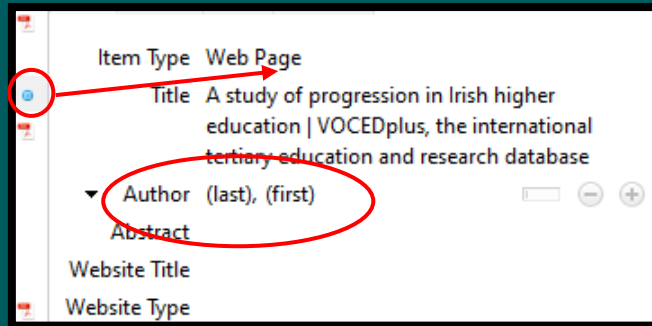 Item Type Web Page
Title A study of progression in Irish higher
education | VOCEDplus, the international
tertiary education and research database
Author (last), (first)
Abstract
Website Title
Website Type